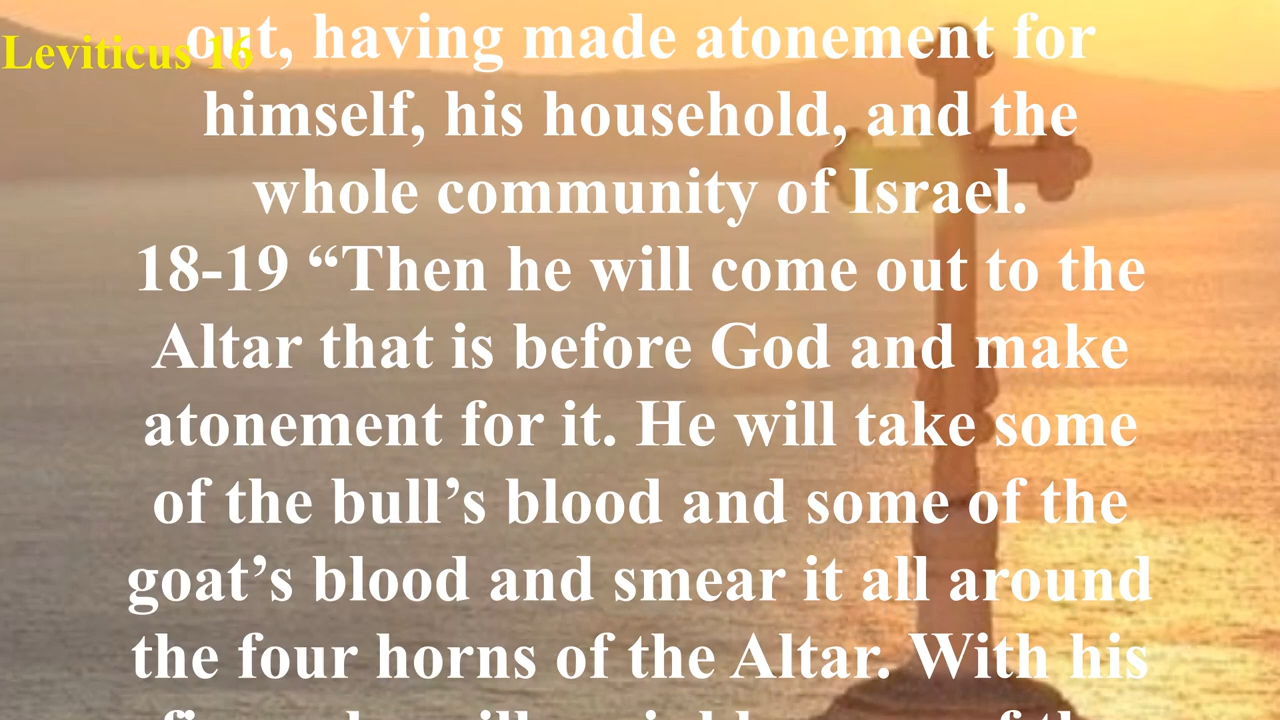 Leviticus 16
out, having made atonement for
himself, his household, and the
whole community of Israel.
18-19 “Then he will come out to the
Altar that is before God and make
atonement for it. He will take some
of the bull’s blood and some of the
goat’s blood and smear it all around
the four horns of the Altar. With his